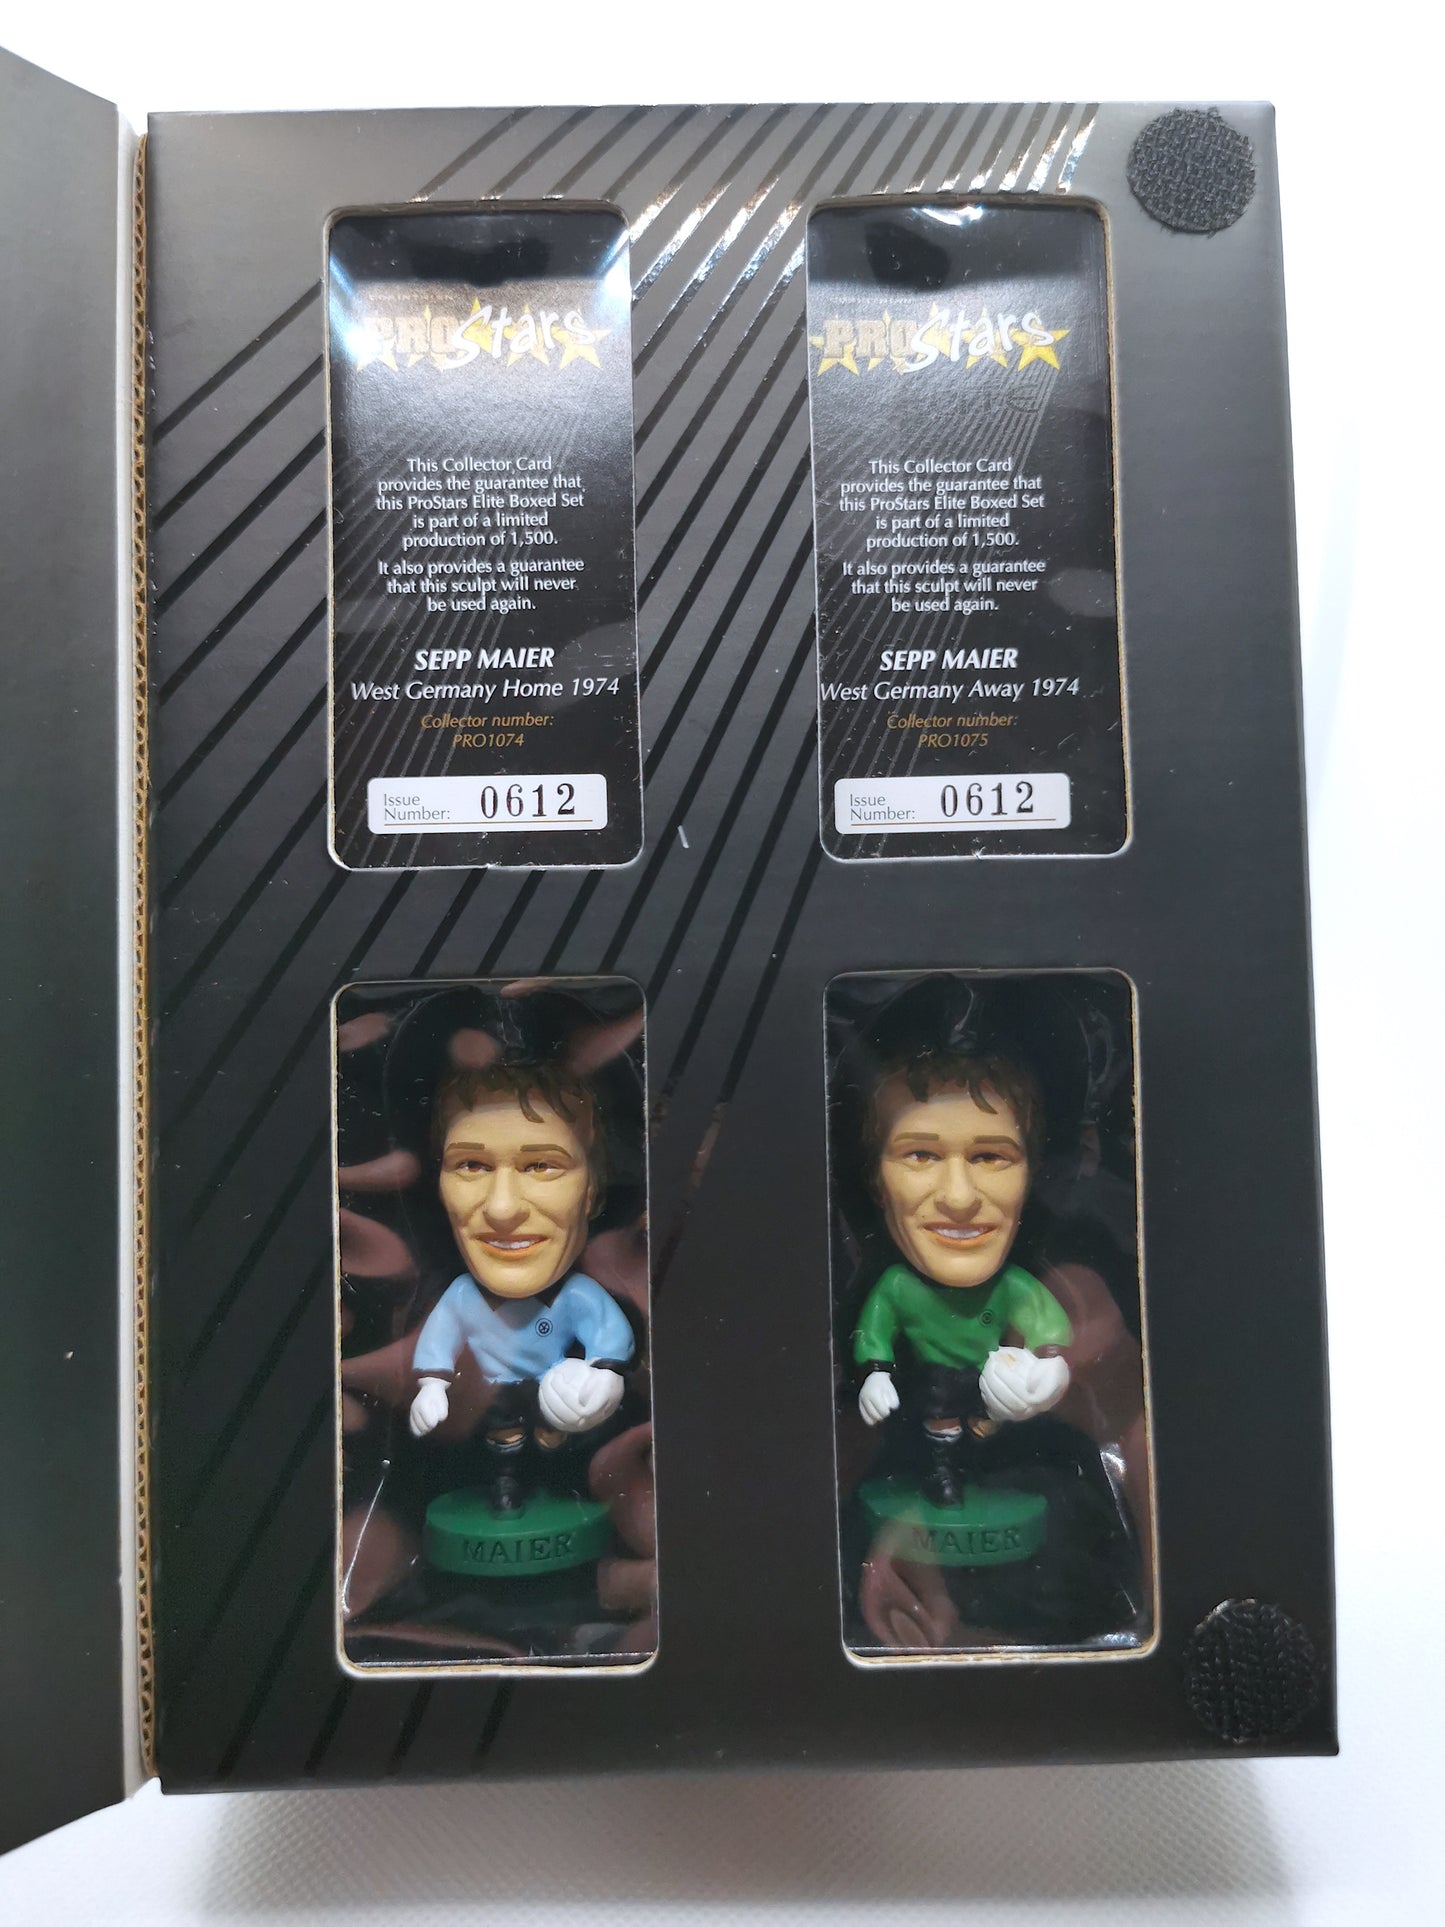 CORINTHIAN
PROStars
This Collector Card
provides the guarantee that
this ProStars Elite Boxed Set
is part of a limited
production of 1,500.
It also provides a guarantee
that this sculpt will never
be used again.
SEPP MAIER
West Germany Home 1974
Collector number:
PRO1074
Issue
Number: 0612
CORINTHIAN
PROStars
This Collector Card
provides the guarantee that
this ProStars Elite Boxed Set
is part of a limited
production of 1,500.
It also provides a guarantee
that this sculpt will never
be used again.
SEPP MAIER
West Germany Away 1974
Collector number:
PRO1075
Issue
Number: 0612
MAIER
MAIER